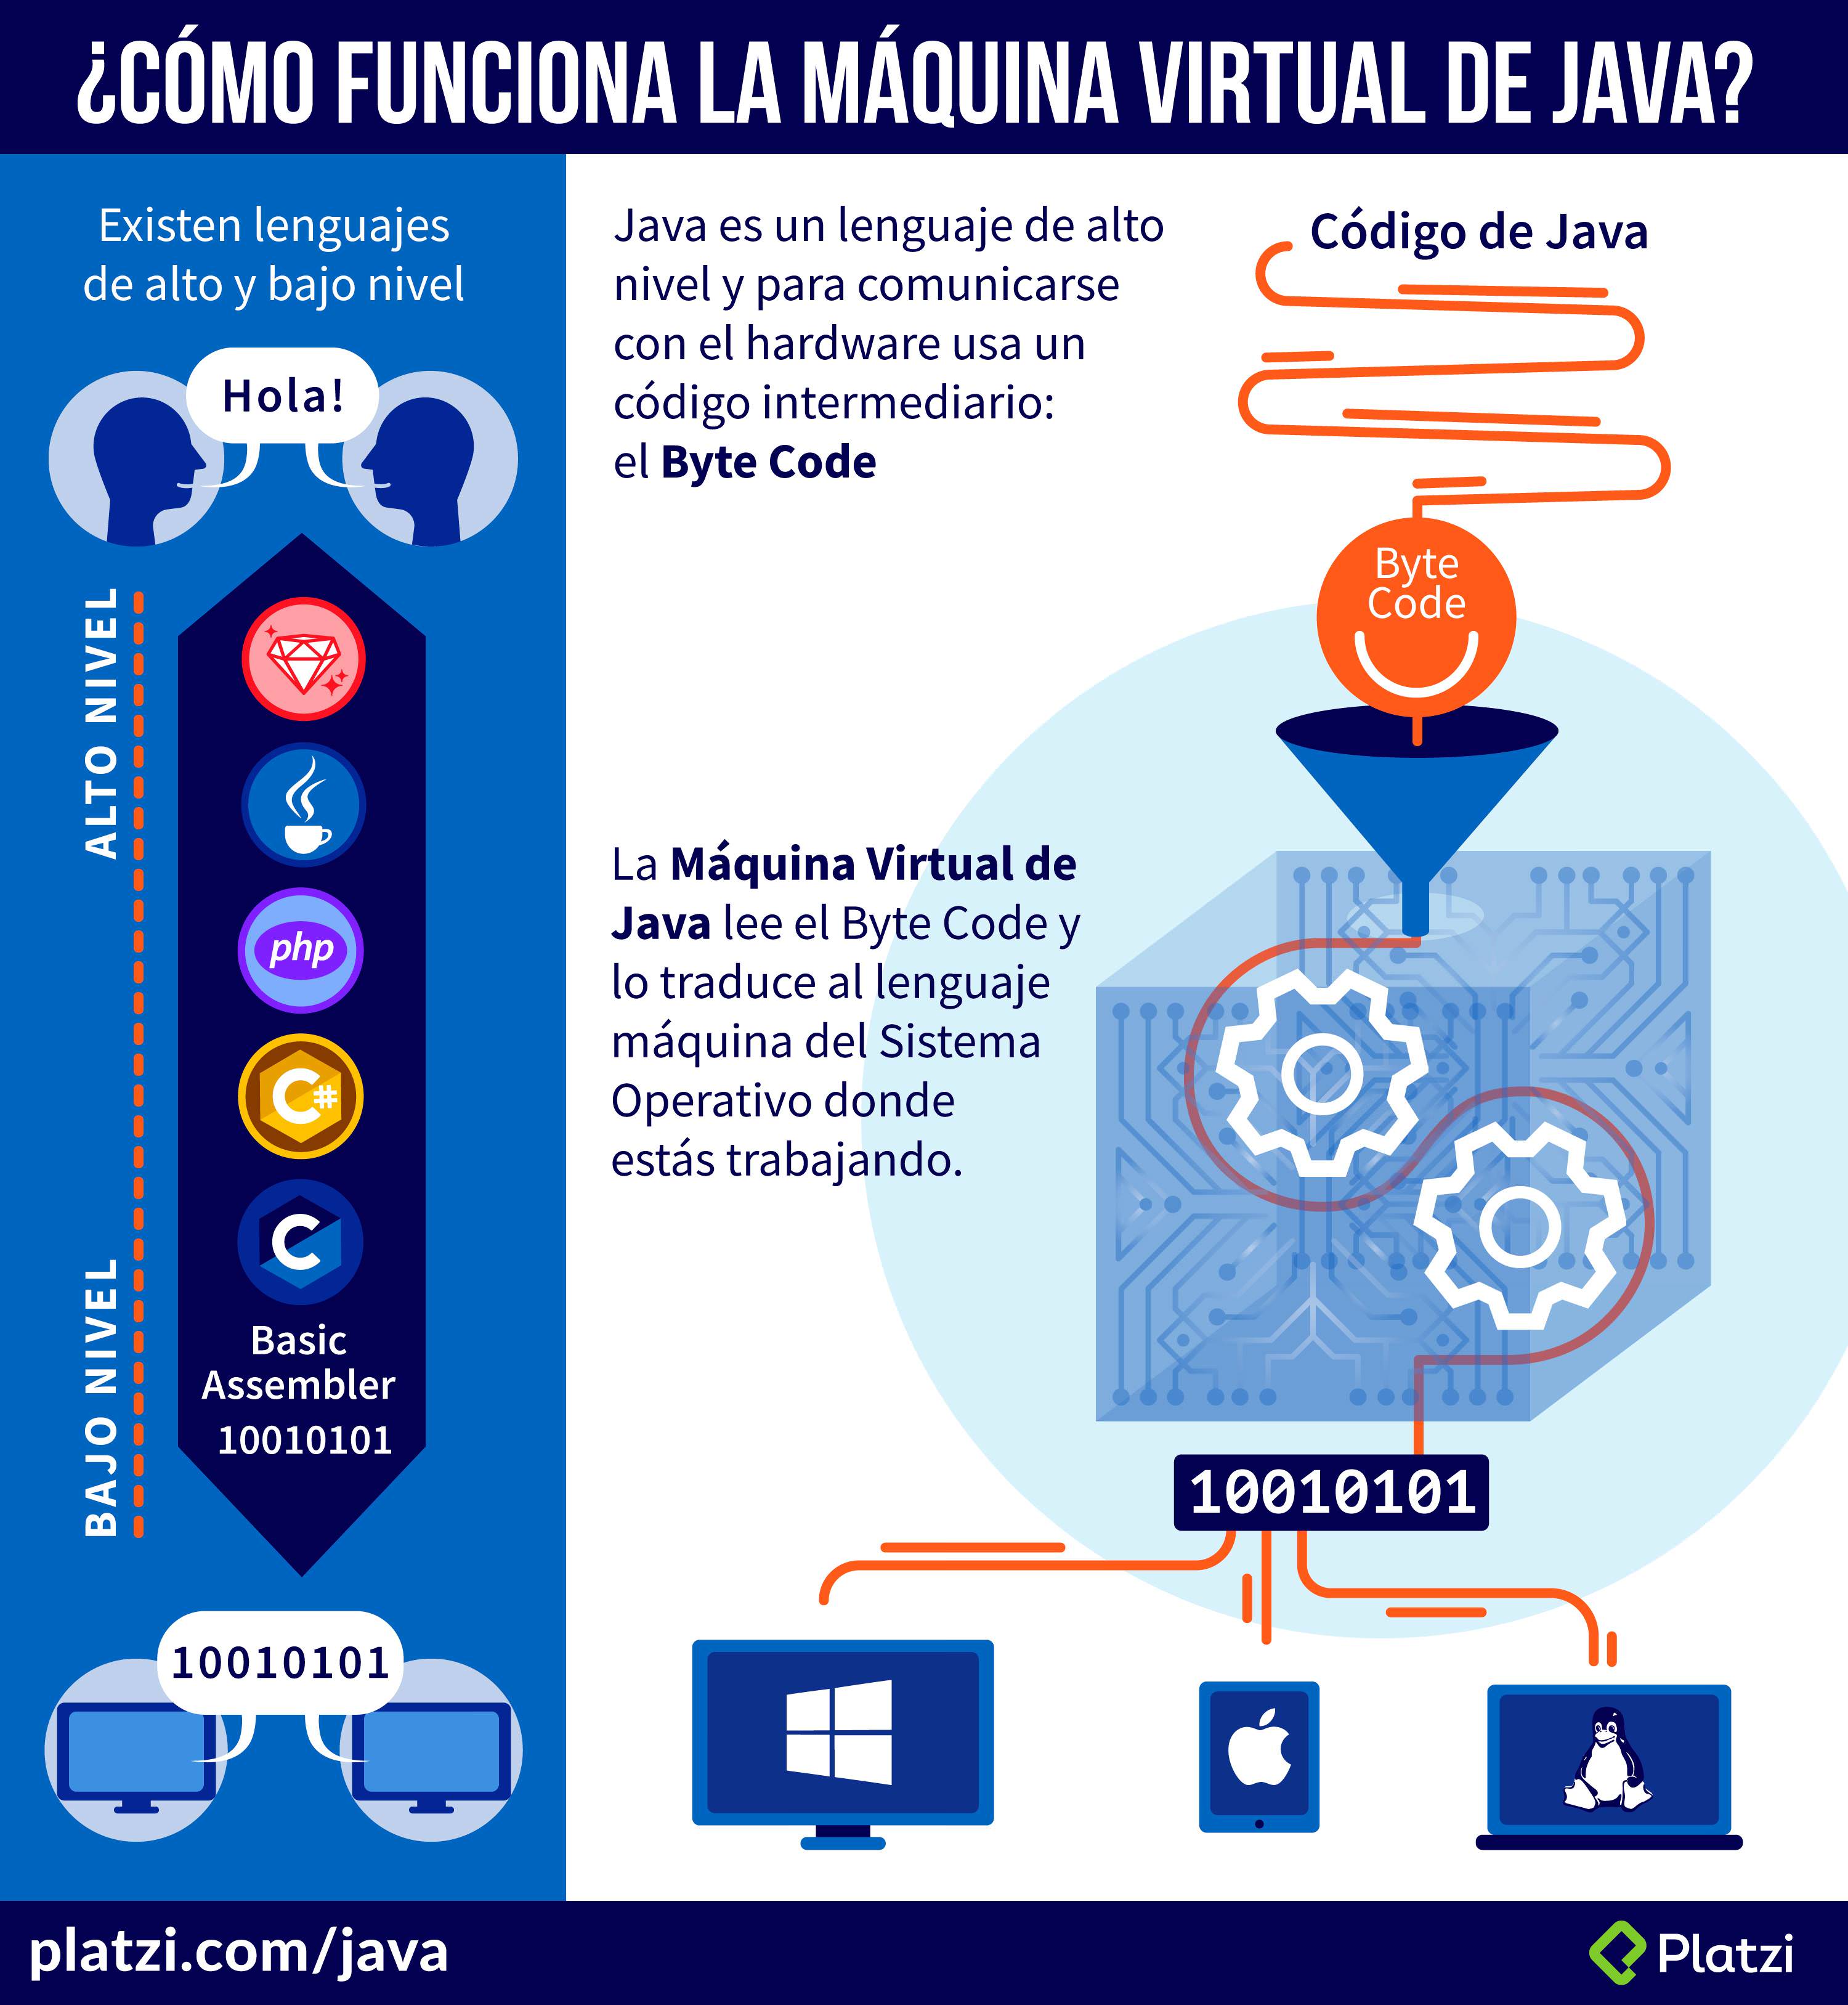 ¿CÓMO FUNCIONA LA MÁQUINA VIRTUAL DE JAVA?
Existen lenguajes
de alto y bajo nivel
Hola!
ALTO NIVEL
php
C#
C
Basic
Assembler
10010101
BAJO NIVEL
10010101
Java es un lenguaje de alto
nivel y para comunicarse
con el hardware usa un
código intermediario:
el Byte Code
Código de Java
Byte
Code
La Máquina Virtual de
Java lee el Byte Code y
lo traduce al lenguaje
máquina del Sistema
Operativo donde
estás trabajando.
10010101
platzi.com/java
Platzi